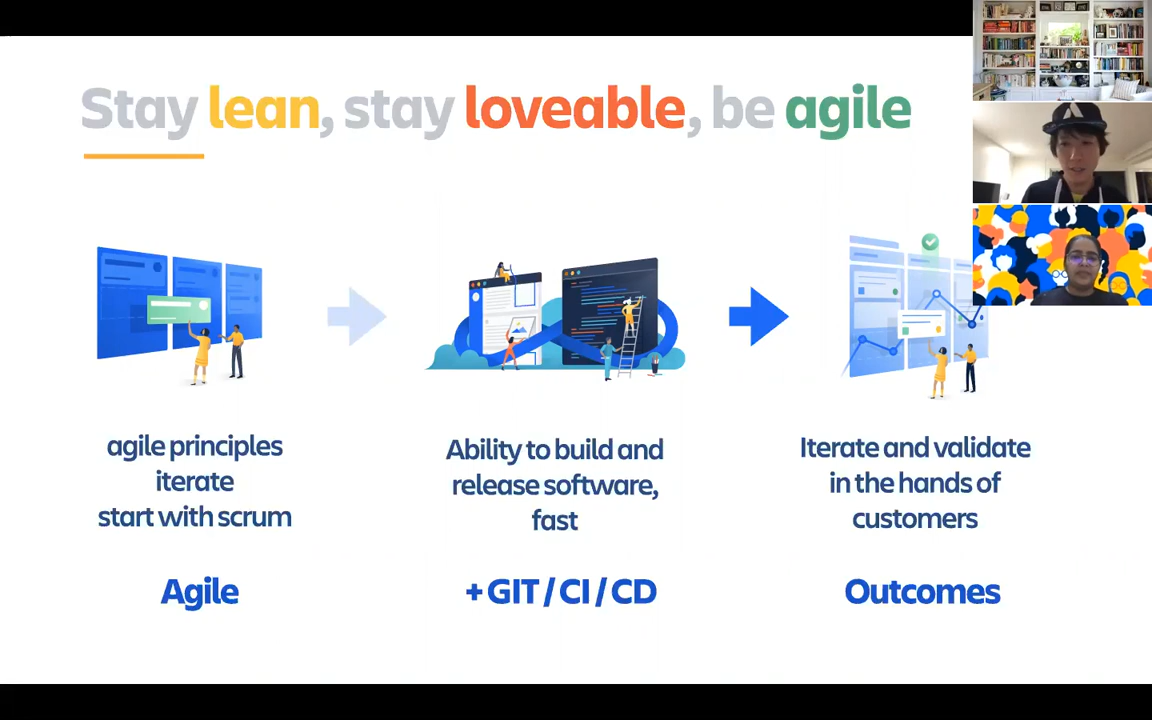 Stay lean, stay loveable, be agile
agile principles
iterate
start with scrum
Agile
Ability to build and
release software,
fast
+ GIT / CI / CD
Iterate and validate
in the hands of
customers
Outcomes